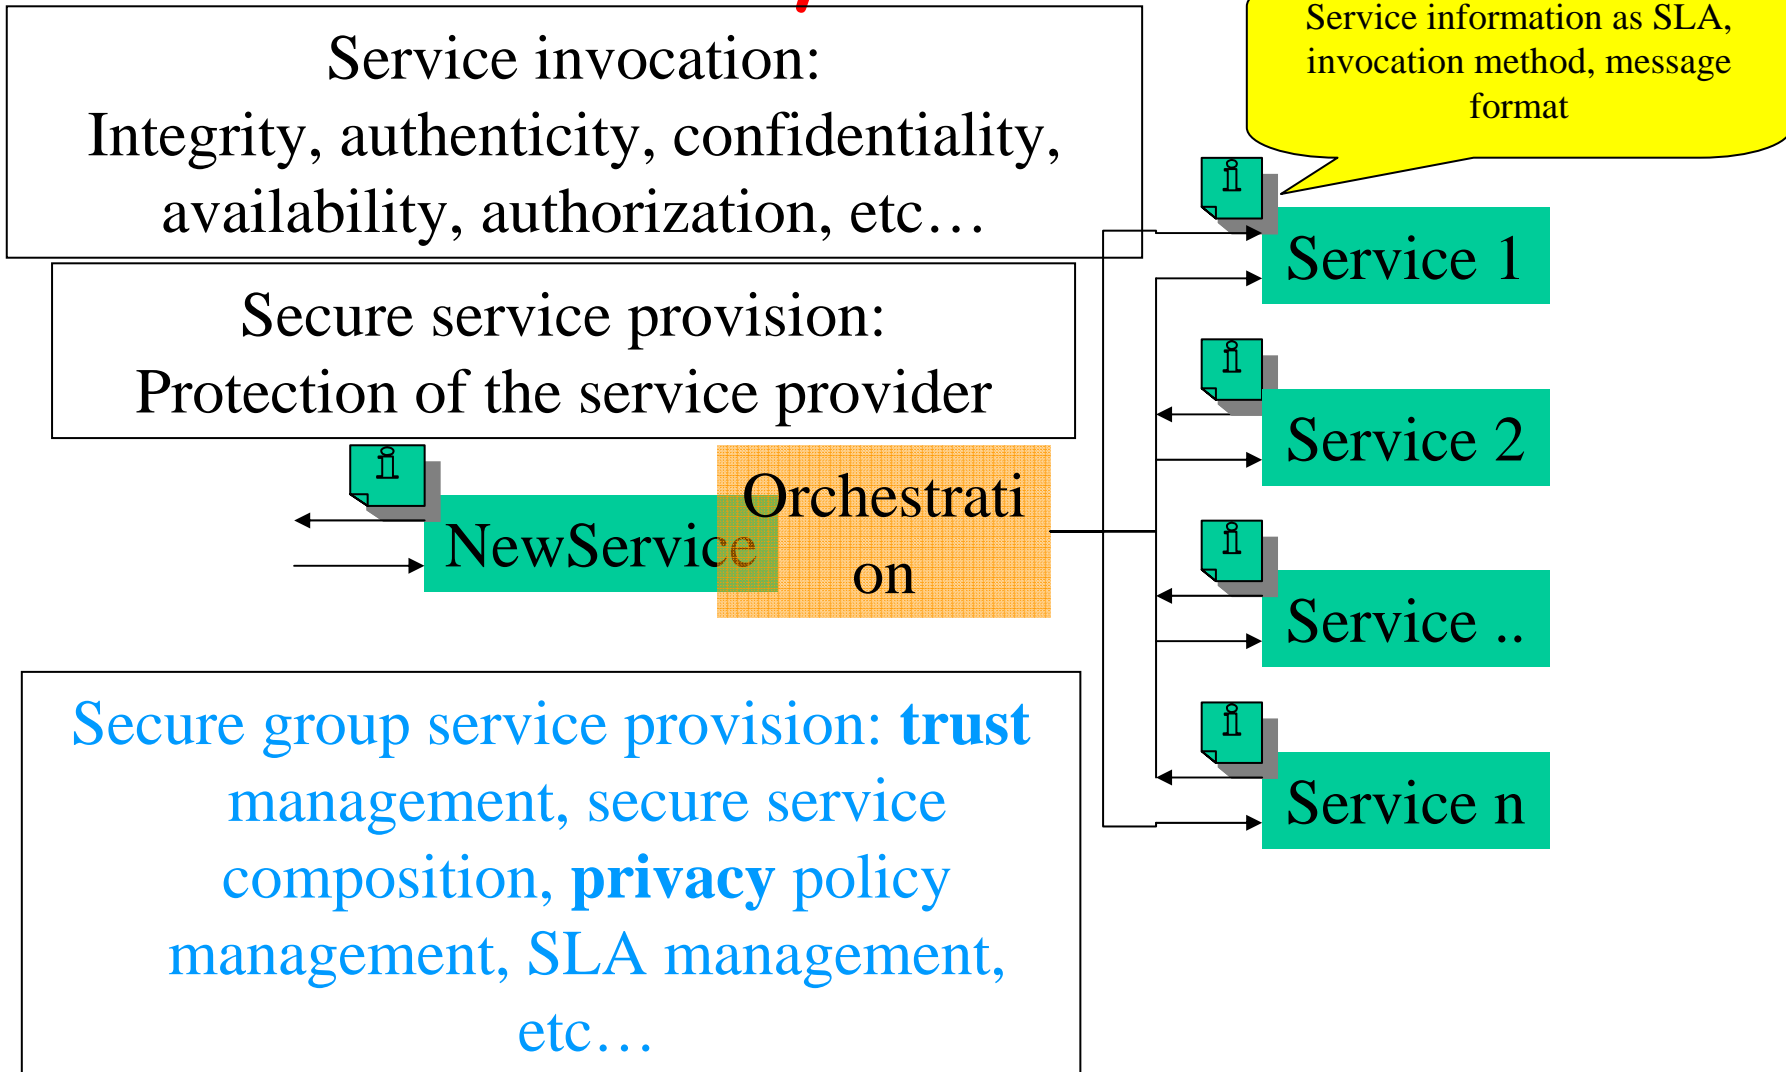 Service information as SLA,
invocation method, message
format
Service invocation:
Integrity, authenticity, confidentiality,
availability, authorization, etc…
Secure service provision:
Protection of the service provider
i
Service 1
i
Service 2
i
NewService
Orchestrati
on
i
Service ..
i
Service n
Secure group service provision: trust
management, secure service
composition, privacy policy
management, SLA management,
etc…